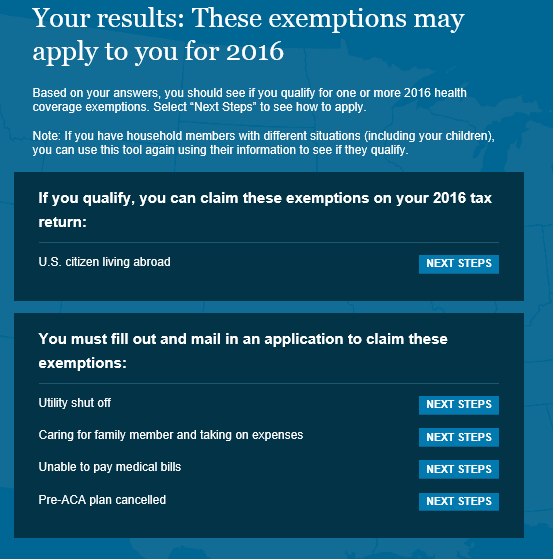 Your results: These exemptions may
apply to you for 2016
Based on your answers, you should see if you qualify for one or more 2016 health
coverage exemptions. Select “Next Steps” to see how to apply.
Note: If you have household members with different situations (including your children),
you can use this tool again using their information to see if they qualify.
If you qualify, you can claim these exemptions on your 2016 tax
return:
U.S. citizen living abroad NEXT STEPS
You must fill out and mail in an application to claim these
exemptions:
Utility shut off NEXT STEPS
Caring for family member and taking on expenses NEXT STEPS
Unable to pay medical bills NEXT STEPS
Pre-ACA plan cancelled NEXT STEPS